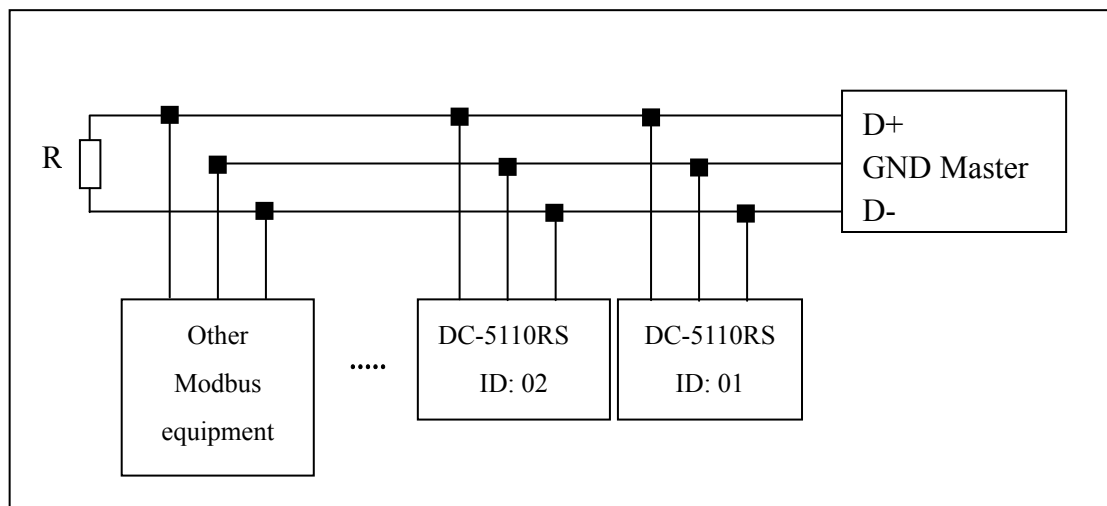 D+
R
GND Master
D-
Other
Modbus
equipment
.....
DC-5110RS
ID: 02
DC-5110RS
ID: 01